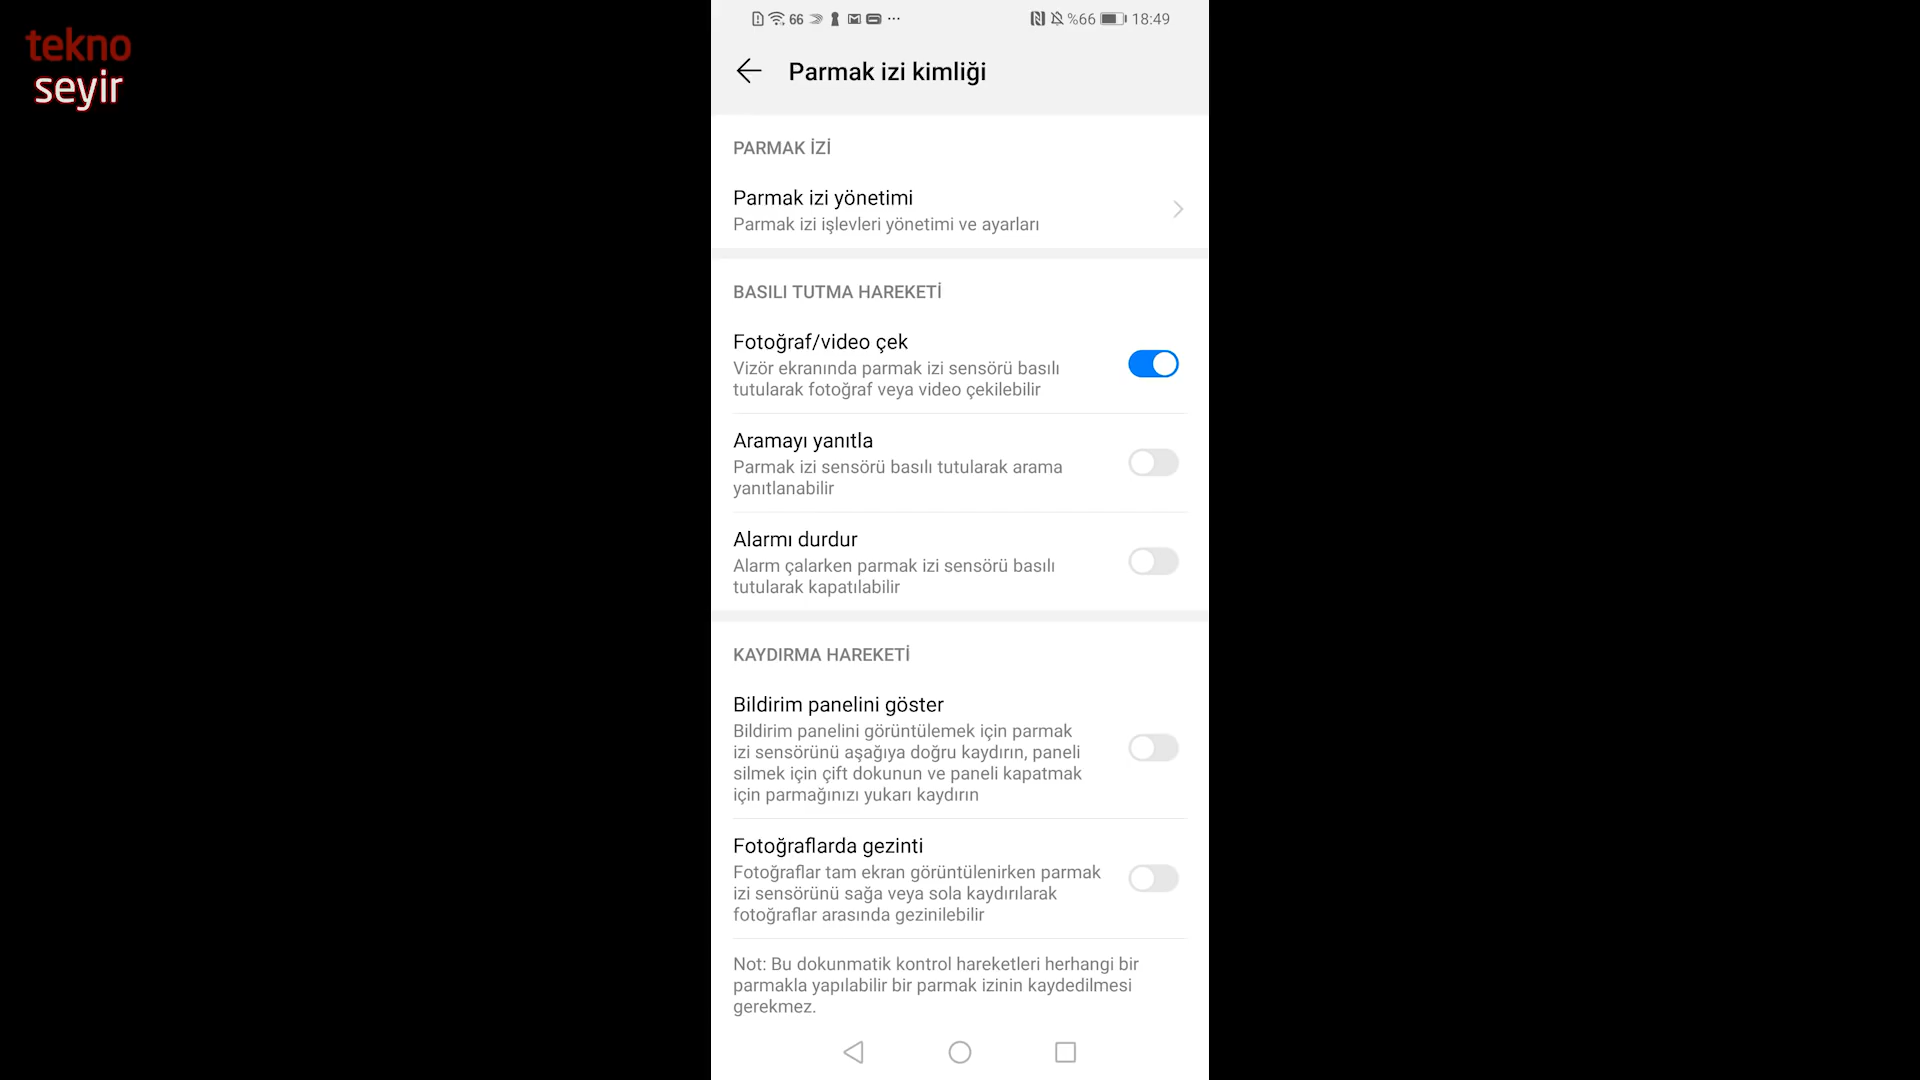 tekno
seyir
66
%66
18:49
Parmak izi kimliği
PARMAK İZİ
Parmak izi yönetimi
Parmak izi işlevleri yönetimi ve ayarları
BASILI TUTMA HAREKETİ
Fotoğraf/video çek
Vizör ekranında parmak izi sensörü basılı
tutularak fotoğraf veya video çekilebilir
Aramayı yanıtla
Parmak izi sensörü basılı tutularak arama
yanıtlanabilir
Alarmı durdur
Alarm çalarken parmak izi sensörü basılı
tutularak kapatılabilir
KAYDIRMA HAREKETİ
Bildirim panelini göster
Bildirim panelini görüntülemek için parmak
izi sensörünü aşağıya doğru kaydırın, paneli
silmek için çift dokunun ve paneli kapatmak
için parmağınızı yukarı kaydırın
Fotoğraflarda gezinti
Fotoğraflar tam ekran görüntülenirken parmak
izi sensörünü sağa veya sola kaydırılarak
fotoğraflar arasında gezinilebilir
Not: Bu dokunmatik kontrol hareketleri herhangi bir
parmakla yapılabilir bir parmak izinin kaydedilmesi
gerekmez.